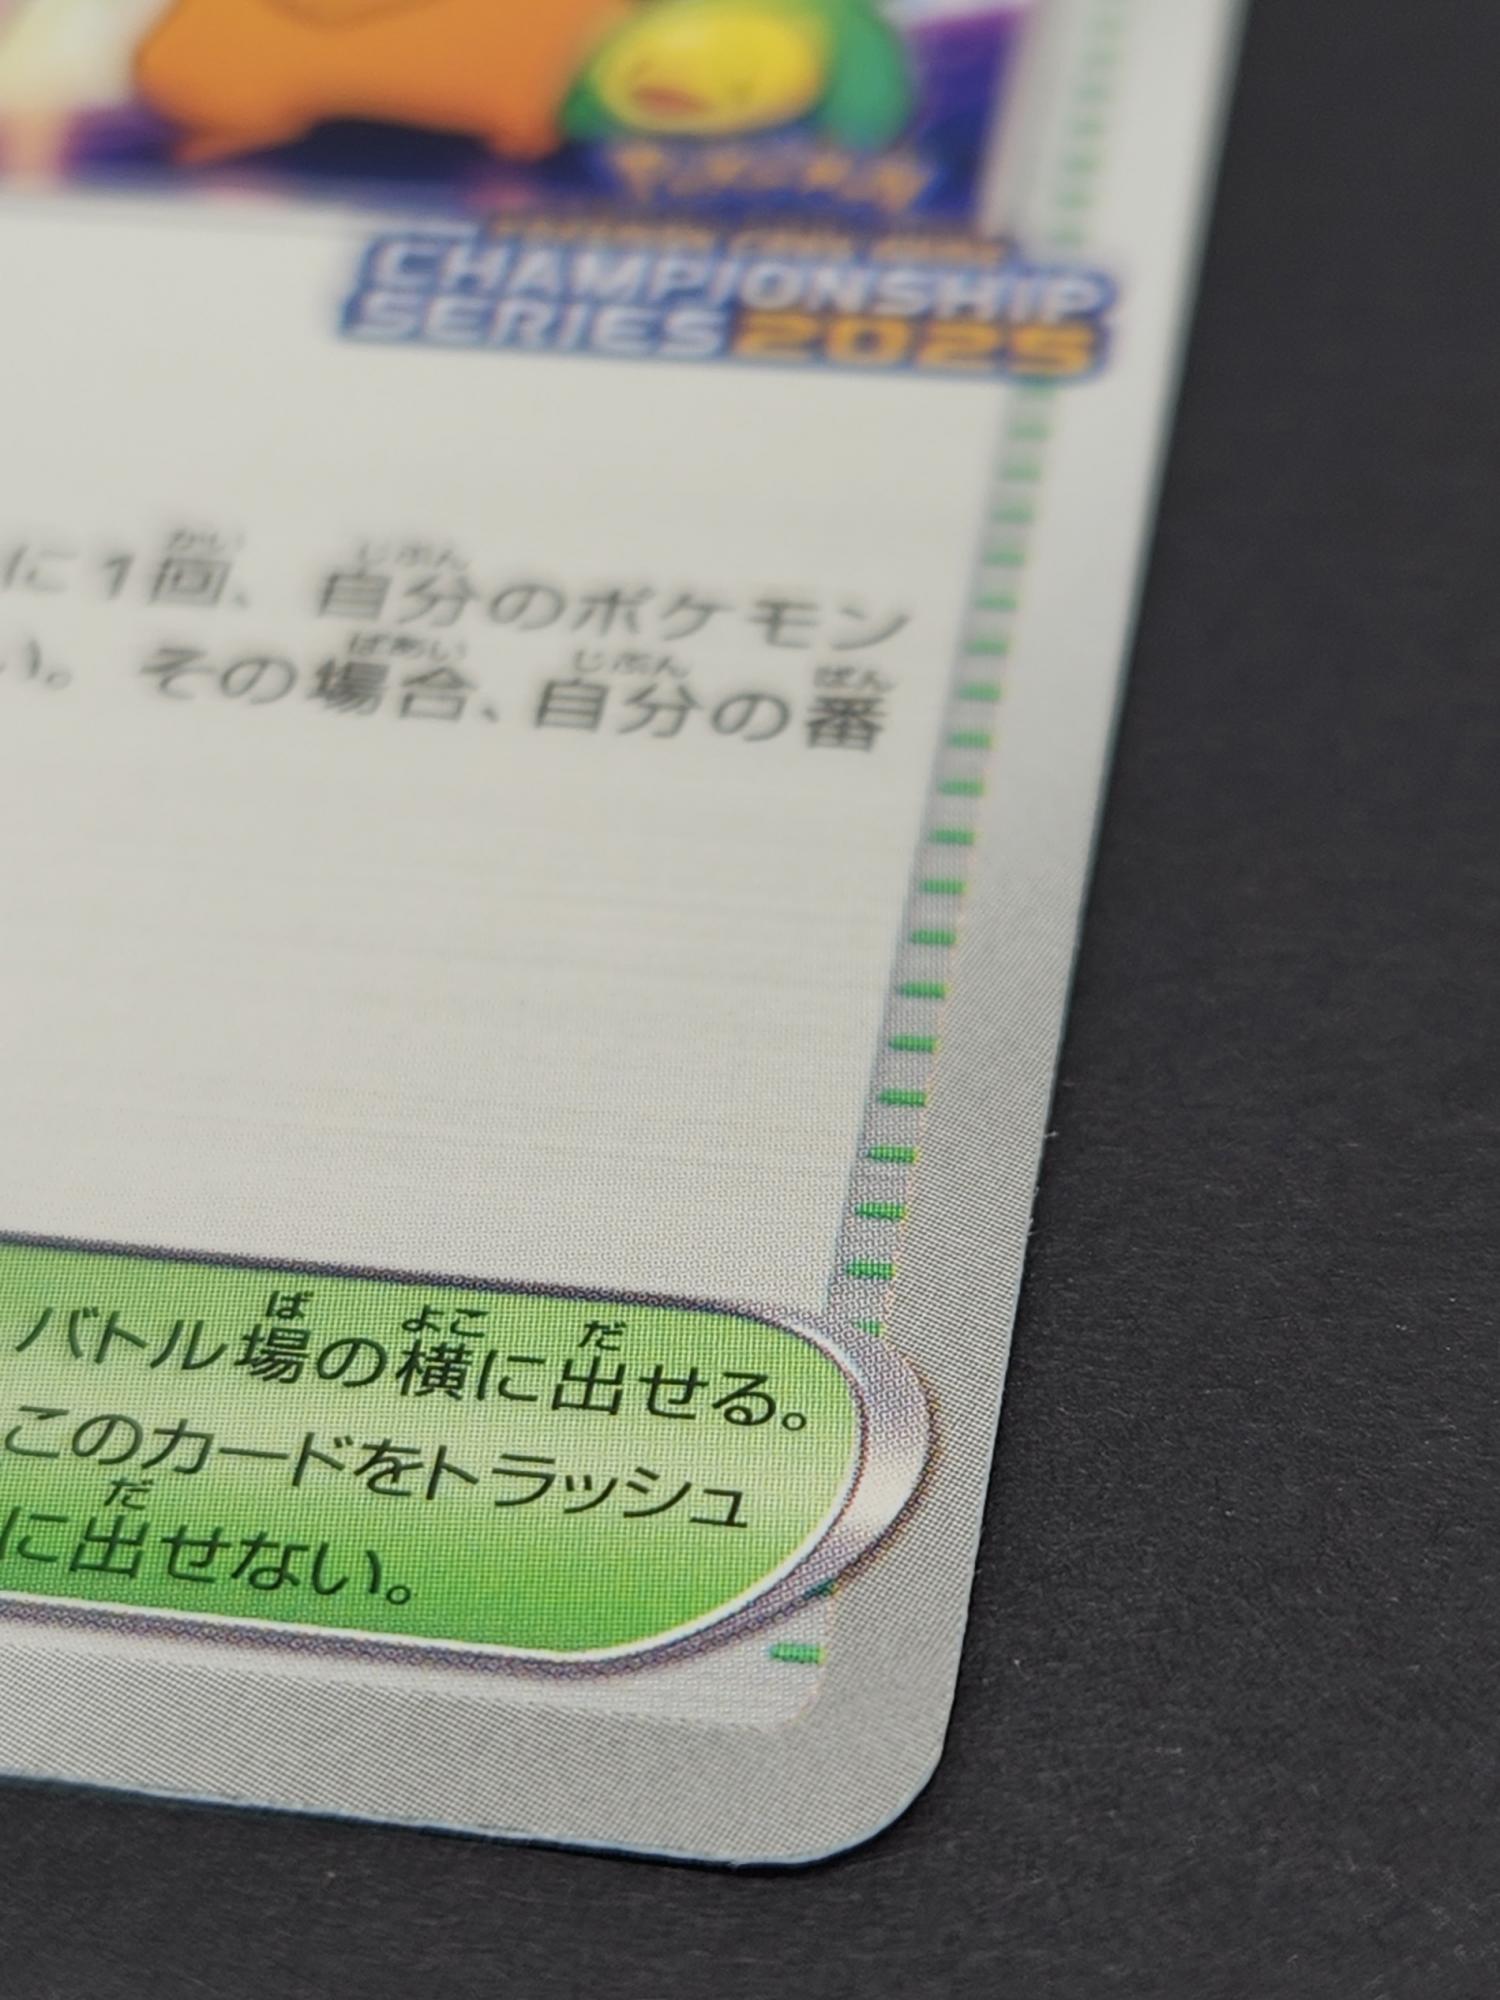 CHAMPIONSHIP
SERIES 2025
に1回、自分のポケモン
い。その場合、自分の番
バトル場の横に出せる。
このカードをトラッシュ
に出せない。